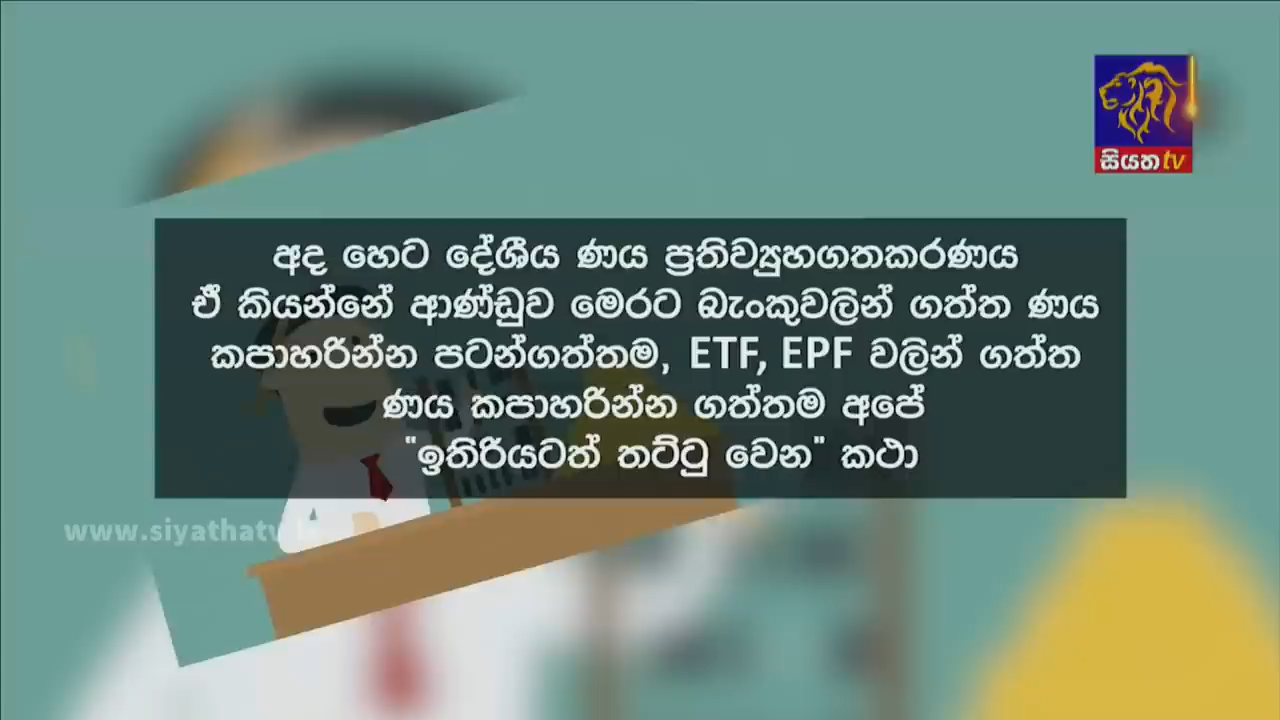 සියත tv
අද හෙට දේශීය ණය ප්‍රතිව්‍යුහගතකරණය
ඒ කියන්නේ ආණ්ඩුව මෙරට බැංකුවලින් ගත්ත ණය
කපාහරින්න පටන්ගත්තම, ETF, EPF වලින් ගත්ත
ණය කපාහරින්න ගත්තම අපේ
"ඉතිරියටත් තට්ටු වෙන" කථා
www.siyathatv.lk